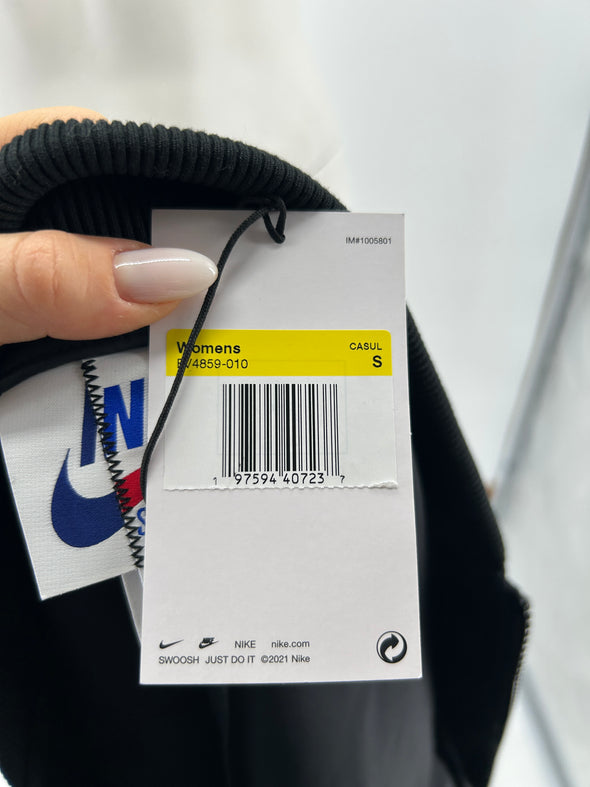 IM#1005801
Womens
CASUL
4859-010
S
1 97594 40723 7
N
S
NIKE nike.com
SWOOSH JUST DO IT ©2021 Nike